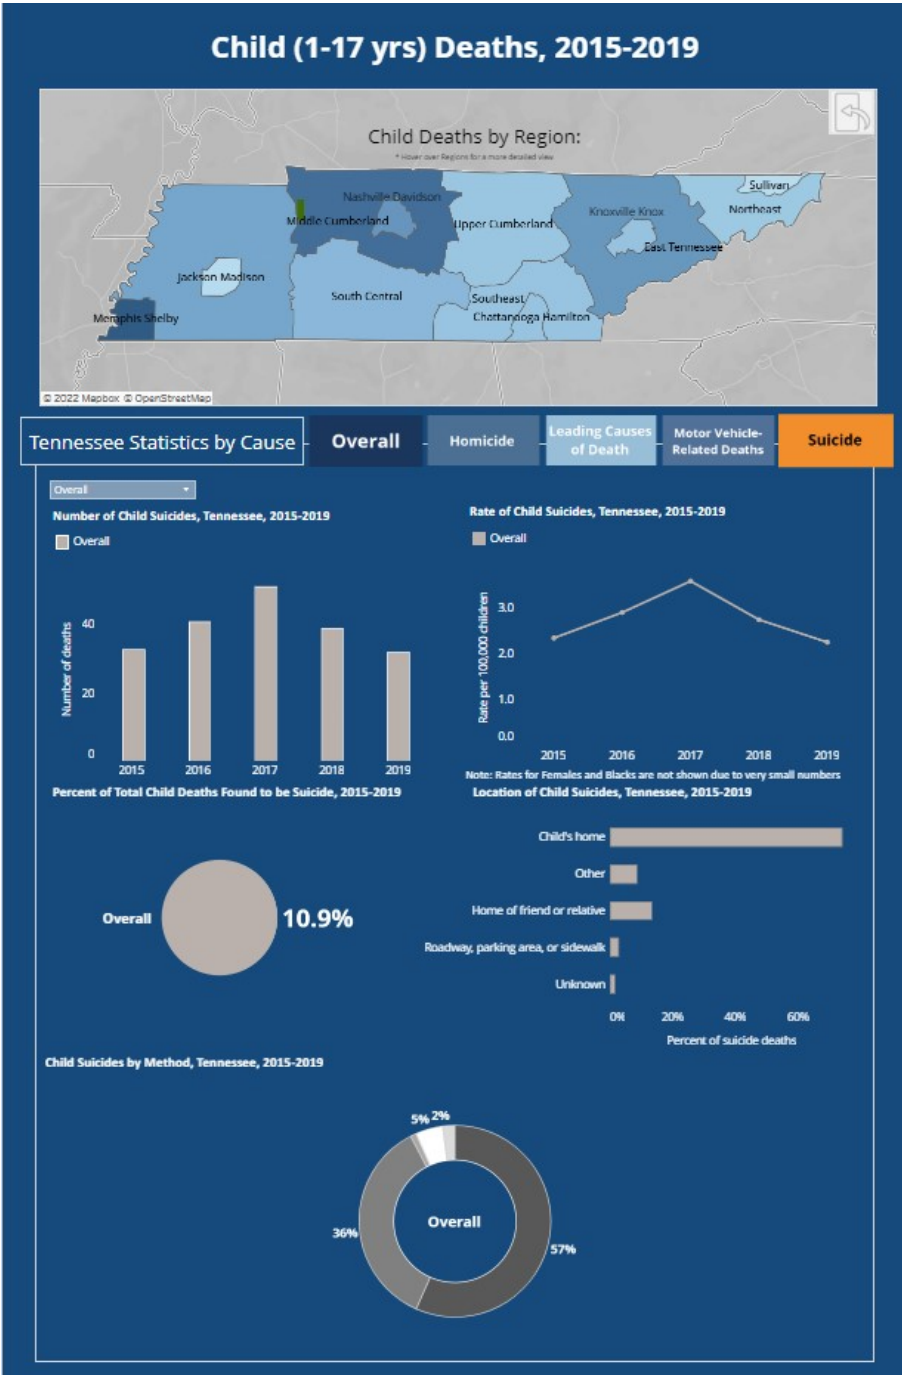 Child (1-17 yrs) Deaths, 2015-2019
Child Deaths by Region:
* Hover over Regions for a more detailed view
Sullivan
Nashville Davidson
Knoxville Knox
Northeast
Middle Cumberland
Upper Cumberland
East Tennessee
Jackson Madison
South Central
Southeast
Memphis Shelby
Chattanooga Hamilton
© 2022 Mapbox © OpenStreetMap
Tennessee Statistics by Cause
Overall
Homicide
Leading Causes
of Death
Motor Vehicle-
Related Deaths
Suicide
Overall
Number of Child Suicides, Tennessee, 2015-2019
Overall
Number of deaths
40
20
0
2015 2016 2017 2018 2019
Rate of Child Suicides, Tennessee, 2015-2019
Overall
Rate per 100,000 children
3.0
2.0
1.0
0.0
2015 2016 2017 2018 2019
Note: Rates for Females and Blacks are not shown due to very small numbers
Percent of Total Child Deaths Found to be Suicide, 2015-2019
Overall
10.9%
Location of Child Suicides, Tennessee, 2015-2019
Child's home
Other
Home of friend or relative
Roadway, parking area, or sidewalk
Unknown
0% 20% 40% 60%
Percent of suicide deaths
Child Suicides by Method, Tennessee, 2015-2019
5% 2%
Overall
36%
57%